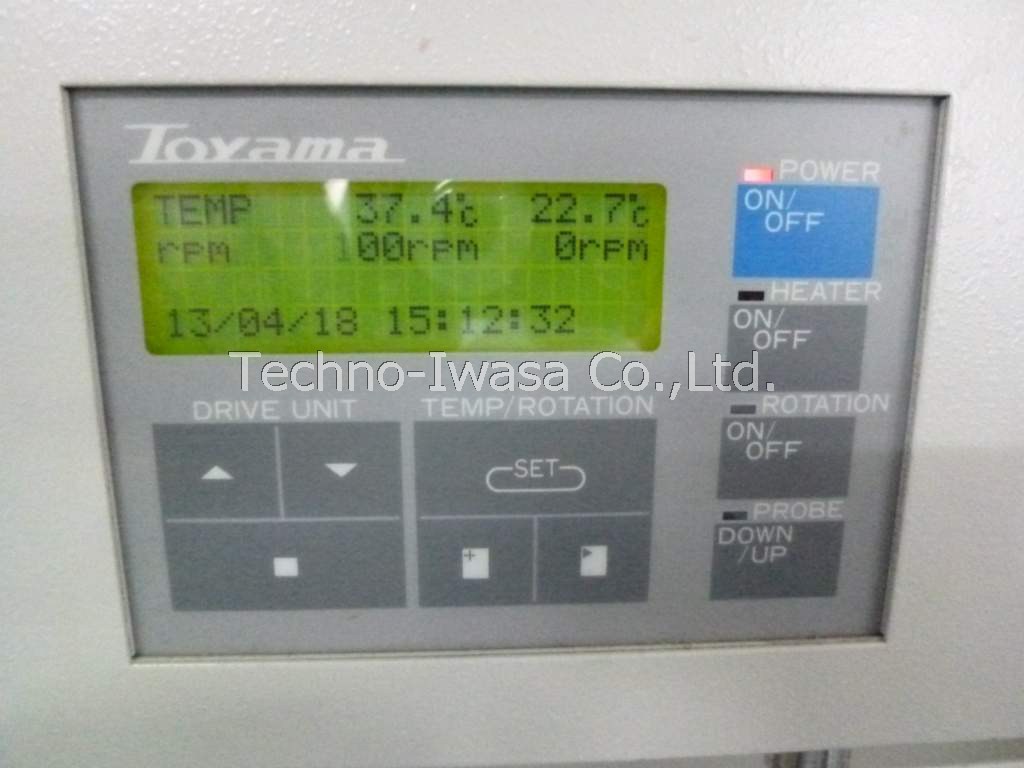 Toyama
TEMP 37.4℃ 22.7℃
rpm 100rpm 0rpm
13/04/18 15:12:32
POWER
ON/
OFF
HEATER
ON/
OFF
ROTATION
ON/
OFF
PROBE
DOWN
/UP
Techno-Iwasa Co.,Ltd.
DRIVE UNIT
TEMP/ROTATION
SET
+